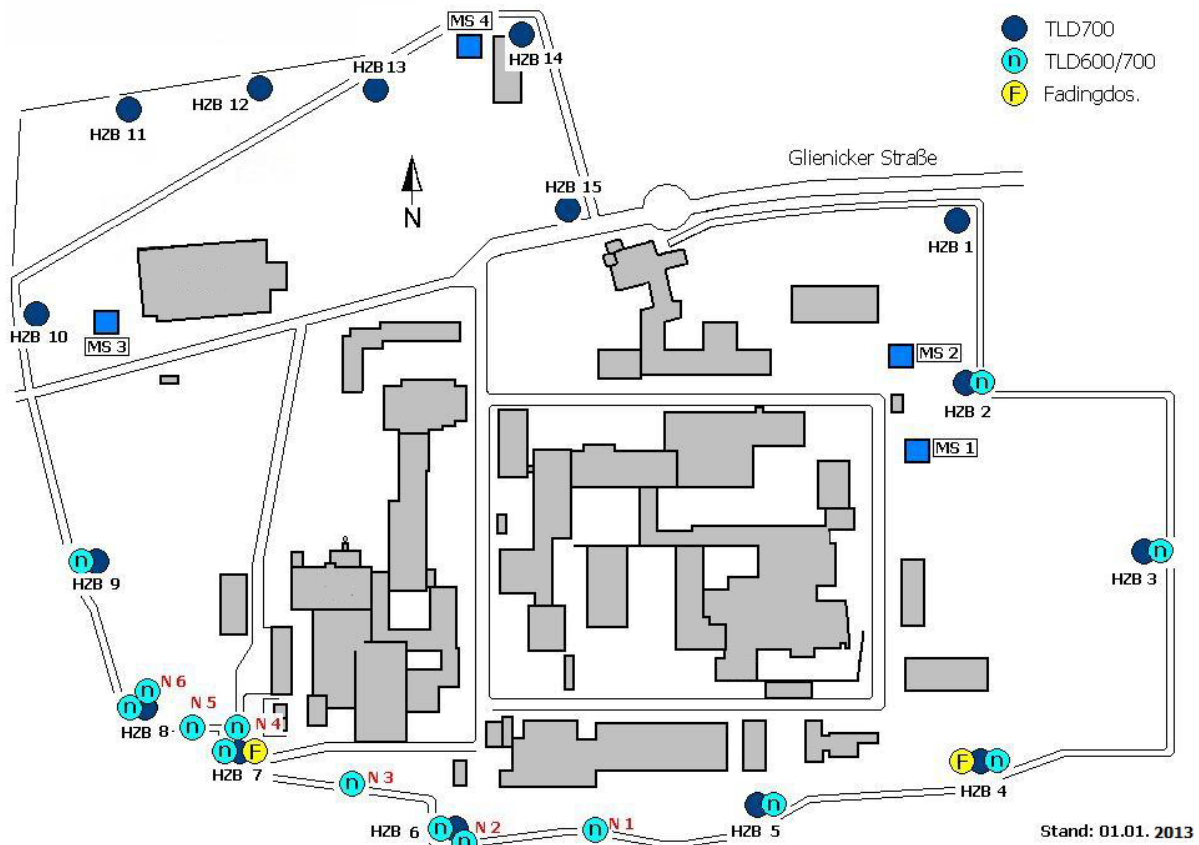 MS 4
TLD700
HZB 14
HZB 13
n TLD600/700
HZB 12
F Fadingdos.
HZB 11
Glienicker Straße
HZB 15
N
HZB 1
HZB 10
MS 3
MS 2
n
HZB 2
MS 1
n
HZB 3
n
HZB 9
n N 6
n
HZB 8
N 5
n
n N 4
n F
HZB 7
F n
HZB 4
n N 3
n
HZB 5
HZB 6
n
n N 2
n N 1
Stand: 01.01. 2013